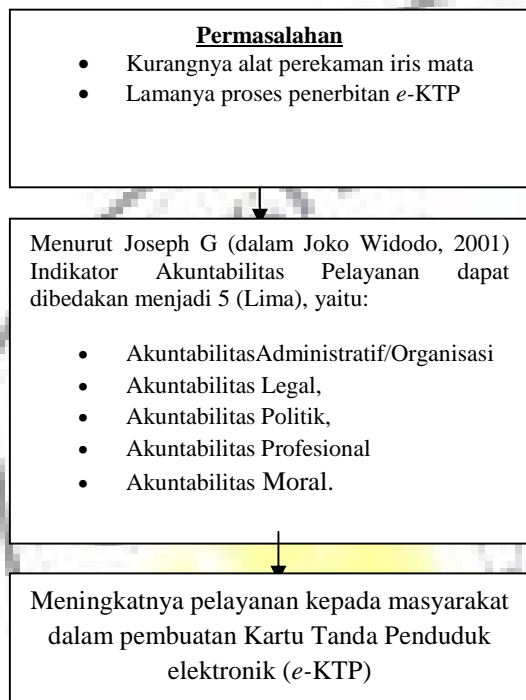 Permasalahan
• Kurangnya alat perekaman iris mata
• Lamanya proses penerbitan e-KTP
Menurut Joseph G (dalam Joko Widodo, 2001)
Indikator Akuntabilitas Pelayanan dapat
dibedakan menjadi 5 (Lima), yaitu:
• AkuntabilitasAdministratif/Organisasi
• Akuntabilitas Legal,
• Akuntabilitas Politik,
• Akuntabilitas Profesional
• Akuntabilitas Moral.
Meningkatnya pelayanan kepada masyarakat
dalam pembuatan Kartu Tanda Penduduk
elektronik (e-KTP)